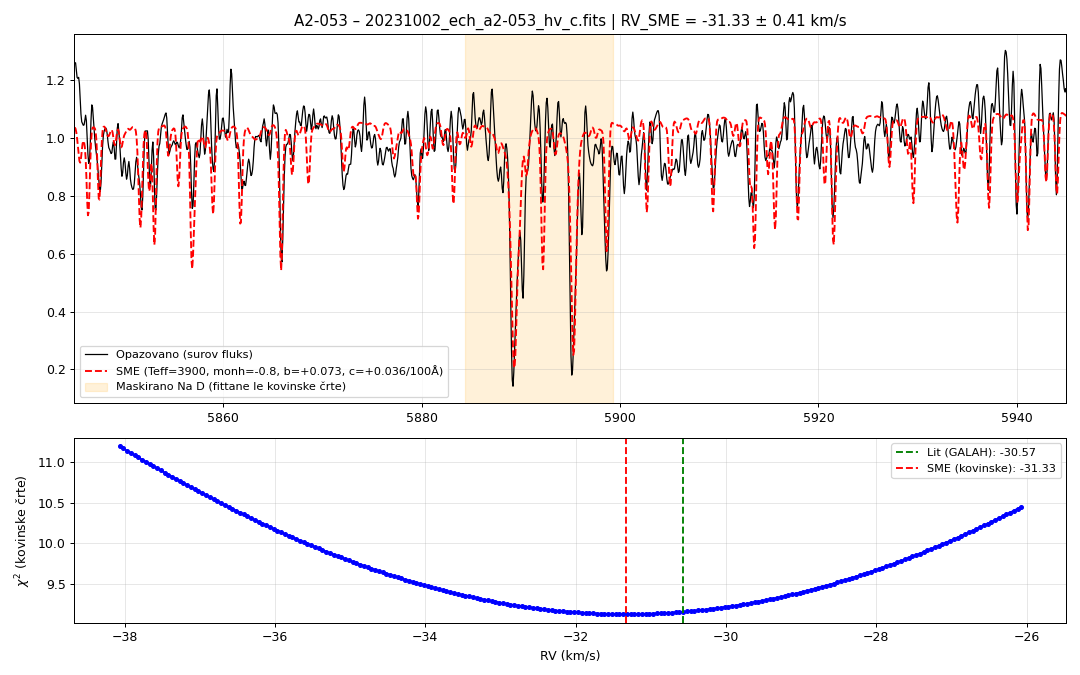 A2-053 – 20231002_ech_a2-053_hv_c.fits | RV_SME = -31.33 ± 0.41 km/s
1.2
1.0
0.8
0.6
0.4
0.2
Opazovano (surov fluks)
SME (Teff=3900, monh=-0.8, b=+0.073, c=+0.036/100Å)
Maskirano Na D (fittane le kovinske črte)
5860 5880 5900 5920 5940
11.0
10.5
10.0
9.5
χ² (kovinske črte)
Lit (GALAH): -30.57
SME (kovinske): -31.33
−38 −36 −34 −32 −30 −28 −26
RV (km/s)